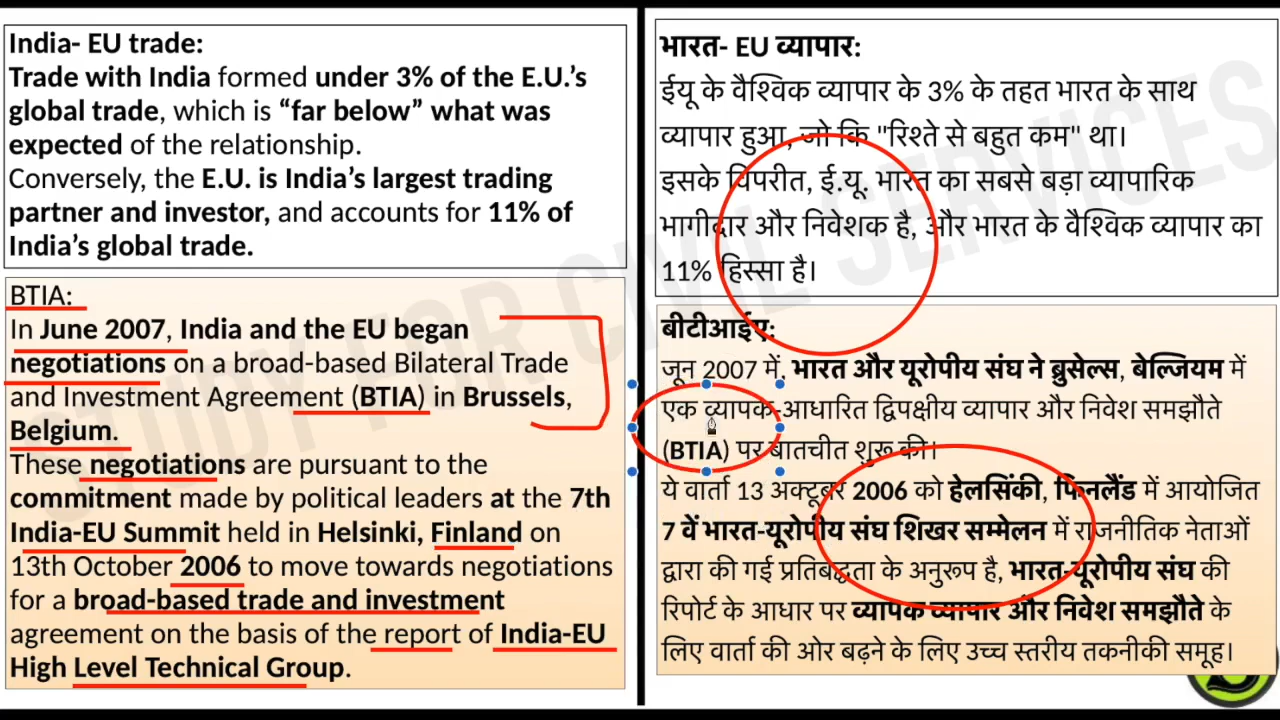 India- EU trade:
Trade with India formed under 3% of the E.U.’s
global trade, which is “far below” what was
expected of the relationship.
Conversely, the E.U. is India’s largest trading
partner and investor, and accounts for 11% of
India’s global trade.
BTIA:
In June 2007, India and the EU began
negotiations on a broad-based Bilateral Trade
and Investment Agreement (BTIA) in Brussels,
Belgium.
These negotiations are pursuant to the
commitment made by political leaders at the 7th
India-EU Summit held in Helsinki, Finland on
13th October 2006 to move towards negotiations
for a broad-based trade and investment
agreement on the basis of the report of India-EU
High Level Technical Group.
भारत- EU व्यापार:
ईयू के वैश्विक व्यापार के 3% के तहत भारत के साथ
व्यापार हुआ, जो कि "रिश्ते से बहुत कम" था।
इसके विपरीत, ई.यू. भारत का सबसे बड़ा व्यापारिक
भागीदार और निवेशक है, और भारत के वैश्विक व्यापार का
11% हिस्सा है।
बीटीआईए:
जून 2007 में, भारत और यूरोपीय संघ ने ब्रुसेल्स, बेल्जियम में
एक व्यापक-आधारित द्विपक्षीय व्यापार और निवेश समझौते
(BTIA) पर बातचीत शुरू की।
ये वार्ता 13 अक्टूबर 2006 को हेलसिंकी, फिनलैंड में आयोजित
7 वें भारत-यूरोपीय संघ शिखर सम्मेलन में राजनीतिक नेताओं
द्वारा की गई प्रतिबद्धता के अनुरूप है, भारत-यूरोपीय संघ की
रिपोर्ट के आधार पर व्यापक व्यापार और निवेश समझौते के
लिए वार्ता की ओर बढ़ने के लिए उच्च स्तरीय तकनीकी समूह।
STUDY FOR CIVIL SERVICES